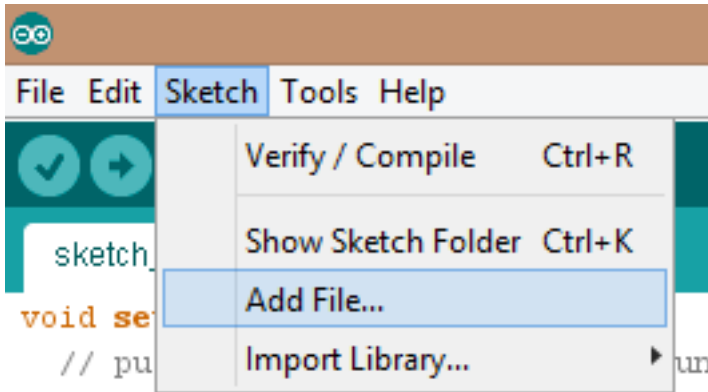 File Edit Sketch Tools Help
Verify / Compile Ctrl+R
Show Sketch Folder Ctrl+K
sketch_
Add File...
void se
// pu
Import Library...
un